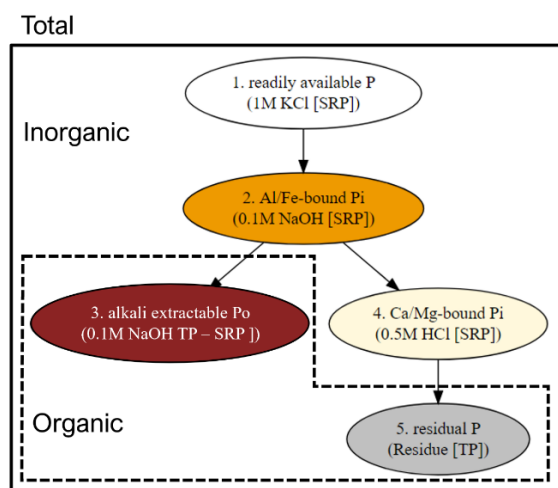 Total
1. readily available P
(1M KCl [SRP])
Inorganic
2. Al/Fe-bound Pi
(0.1M NaOH [SRP])
3. alkali extractable Po
(0.1M NaOH TP – SRP ])
4. Ca/Mg-bound Pi
(0.5M HCl [SRP])
Organic
5. residual P
(Residue [TP])